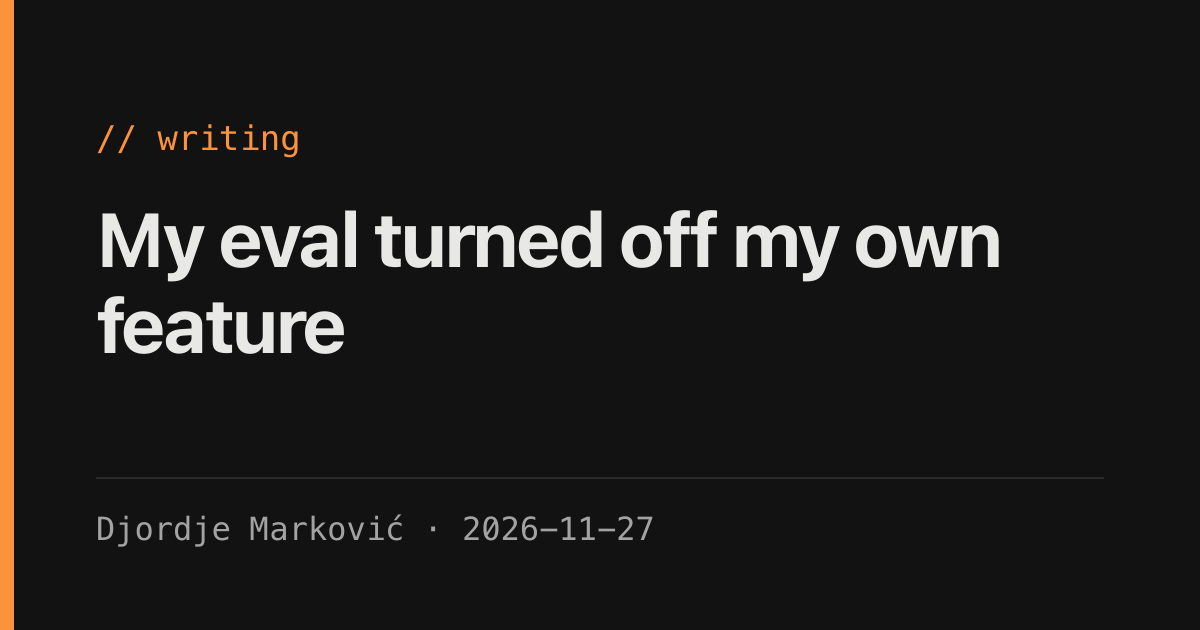 // writing
My eval turned off my own
feature
Djordje Marković · 2026–11–27